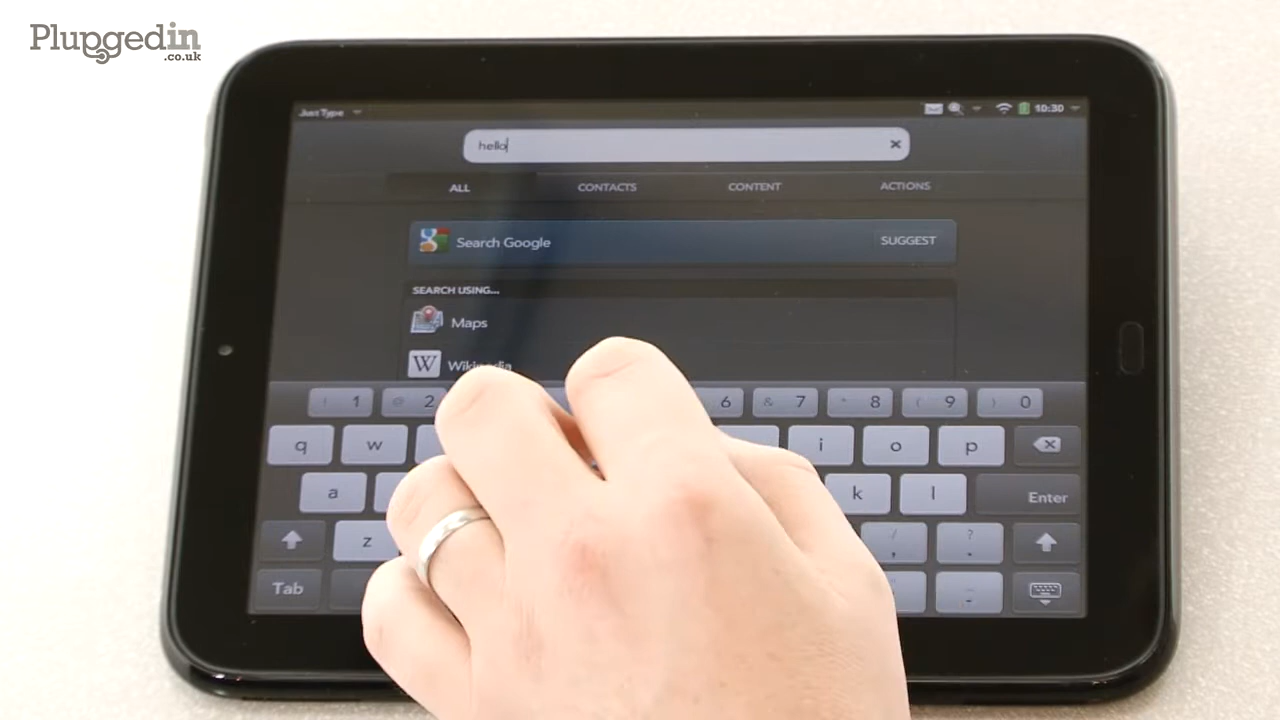 Pluggedin
.co.uk
Just Type
10:30
hello
ALL CONTACTS CONTENT ACTIONS
Search Google SUGGEST
SEARCH USING...
Maps
W Wikipedia
! 1 @ 2 6 & 7 * 8 ( 9 ) 0
q w i o p
a k l Enter
z / , ? .
Tab